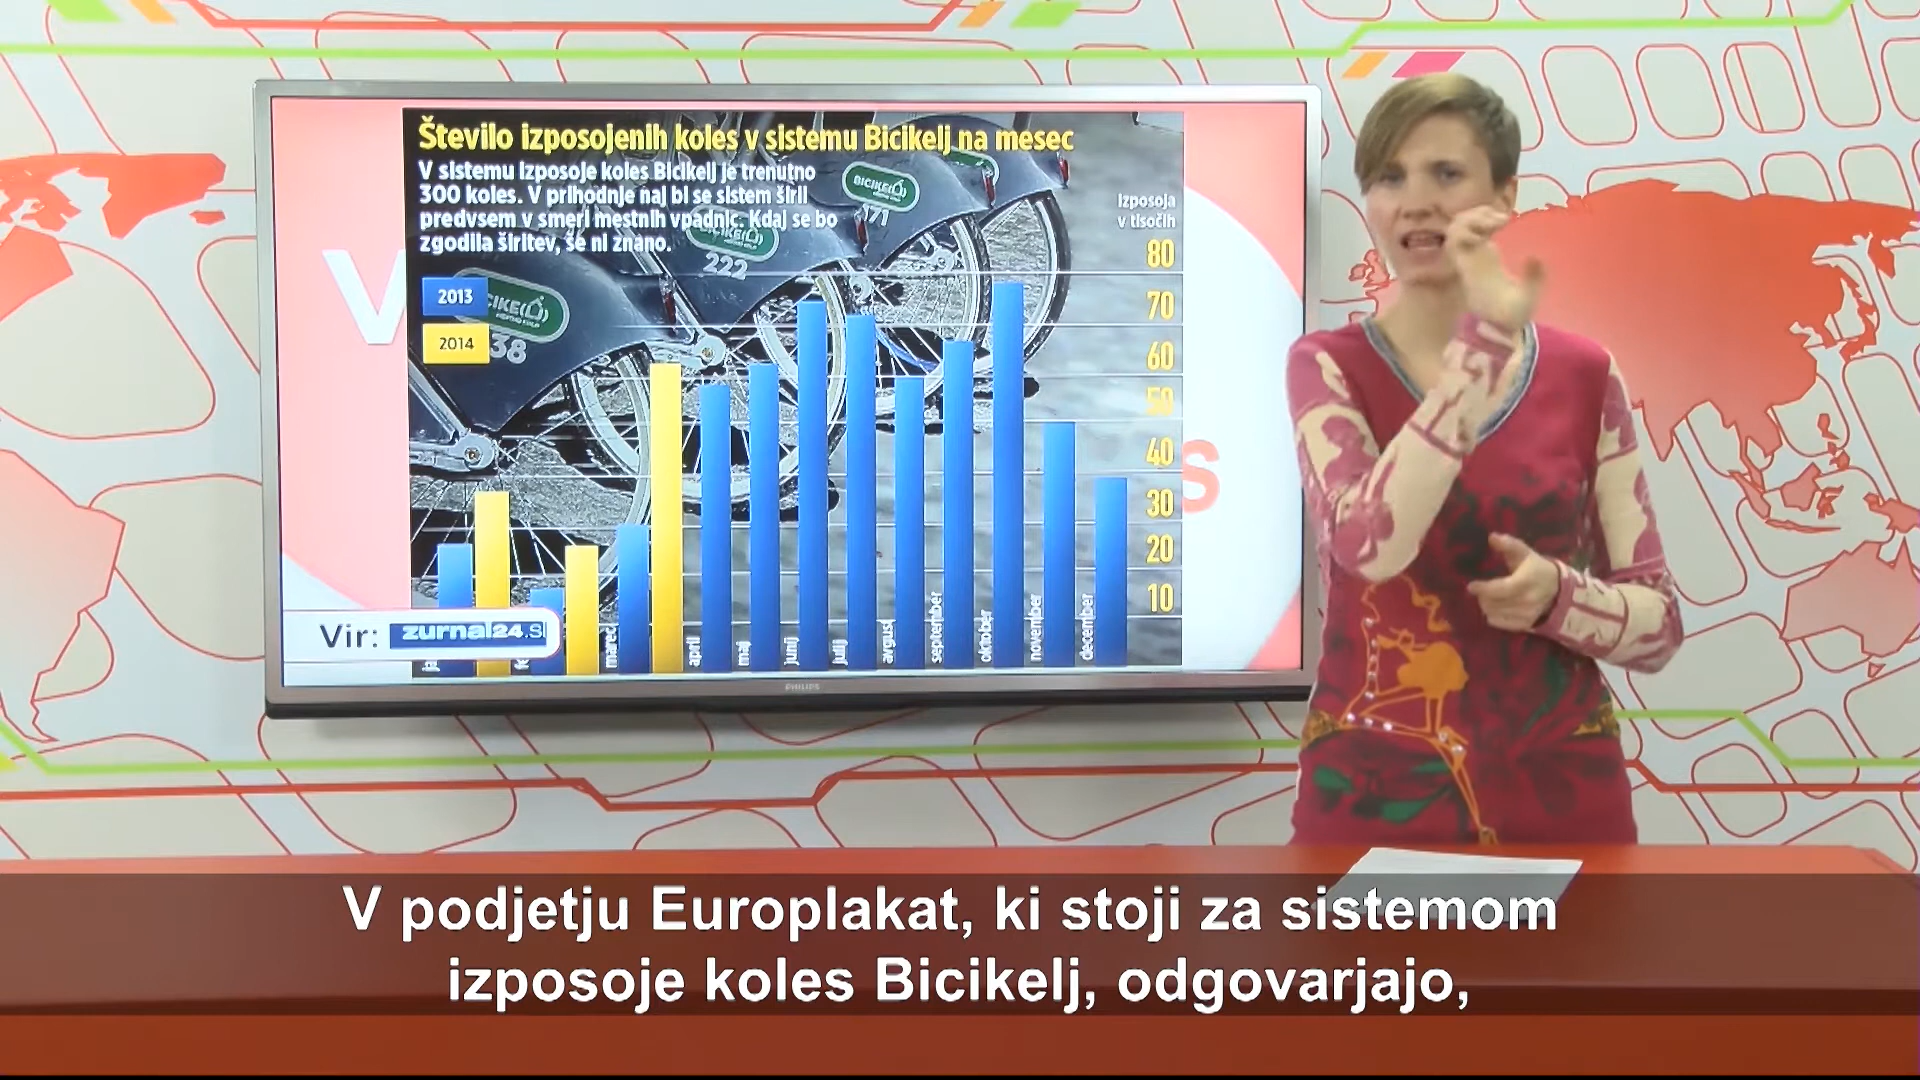 Število izposojenih koles v sistemu Bicikelj na mesec
V sistemu izposoje koles Bicikelj je trenutno
300 koles. V prihodnje naj bi se sistem širil
predvsem v smeri mestnih vpadnic. Kdaj se bo
zgodila širitev, še ni znano.
Izposoja
v tisočih
80
70
60
50
40
30
20
10
2013
2014
BICIKE(LJ)
171
222
38
marec
april
maj
junij
julij
avgust
september
oktober
november
december
Vir: zurnal24.si
V
s
PHILIPS
V podjetju Europlakat, ki stoji za sistemom
izposoje koles Bicikelj, odgovarjajo,